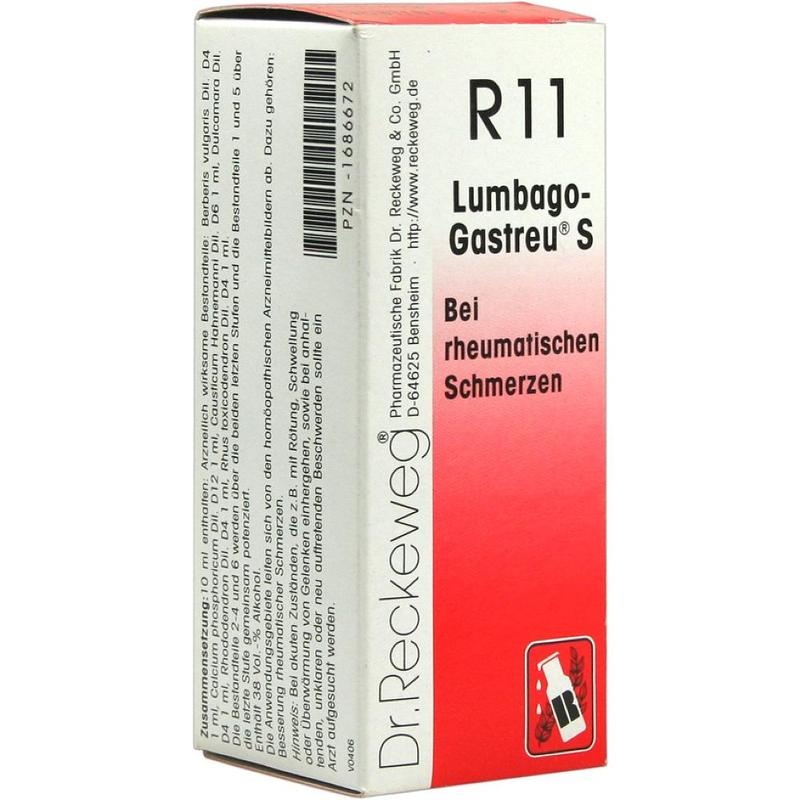 R11
Lumbago-
Gastreu® S
Bei
rheumatischen
Schmerzen
Dr.Reckeweg®
Pharmazeutische Fabrik Dr. Reckeweg & Co. GmbH
D-64625 Bensheim · http://www.reckeweg.de
Zusammensetzung: 10 ml enthalten: Arzneilich wirksame Bestandteile: Berberis vulgaris Dil. D4
1 ml, Calcium phosphoricum Dil. D12 1 ml, Causticum Hahnemanni Dil. D6 1 ml, Dulcamara Dil.
D4 1 ml, Rhododendron Dil. D4 1 ml, Rhus toxicodendron Dil. D4 1 ml.
Die Bestandteile 2-4 und 6 werden über die beiden letzten Stufen und die Bestandteile 1 und 5 über
die letzte Stufe gemeinsam potenziert.
Enthält 38 Vol.-% Alkohol.
Die Anwendungsgebiete leiten sich von den homöopathischen Arzneimittelbildern ab. Dazu gehören:
Besserung rheumatischer Schmerzen.
Hinweis: Bei akuten Zuständen, die z.B. mit Rötung, Schwellung
oder Überwärmung von Gelenken einhergehen, sowie bei anhal-
tenden, unklaren oder neu auftretenden Beschwerden sollte ein
Arzt aufgesucht werden.
V0406
PZN -1686672
R